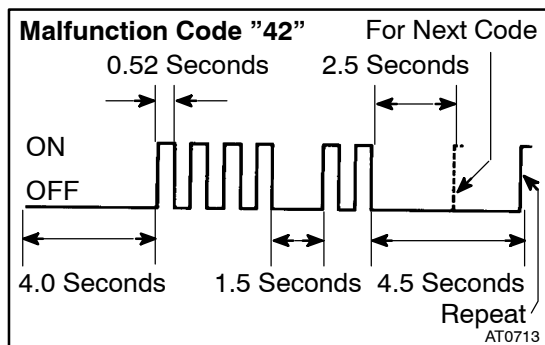 Malfunction Code ”42”
For Next Code
0.52 Seconds
2.5 Seconds
ON
OFF
4.0 Seconds
1.5 Seconds
4.5 Seconds
Repeat
AT0713